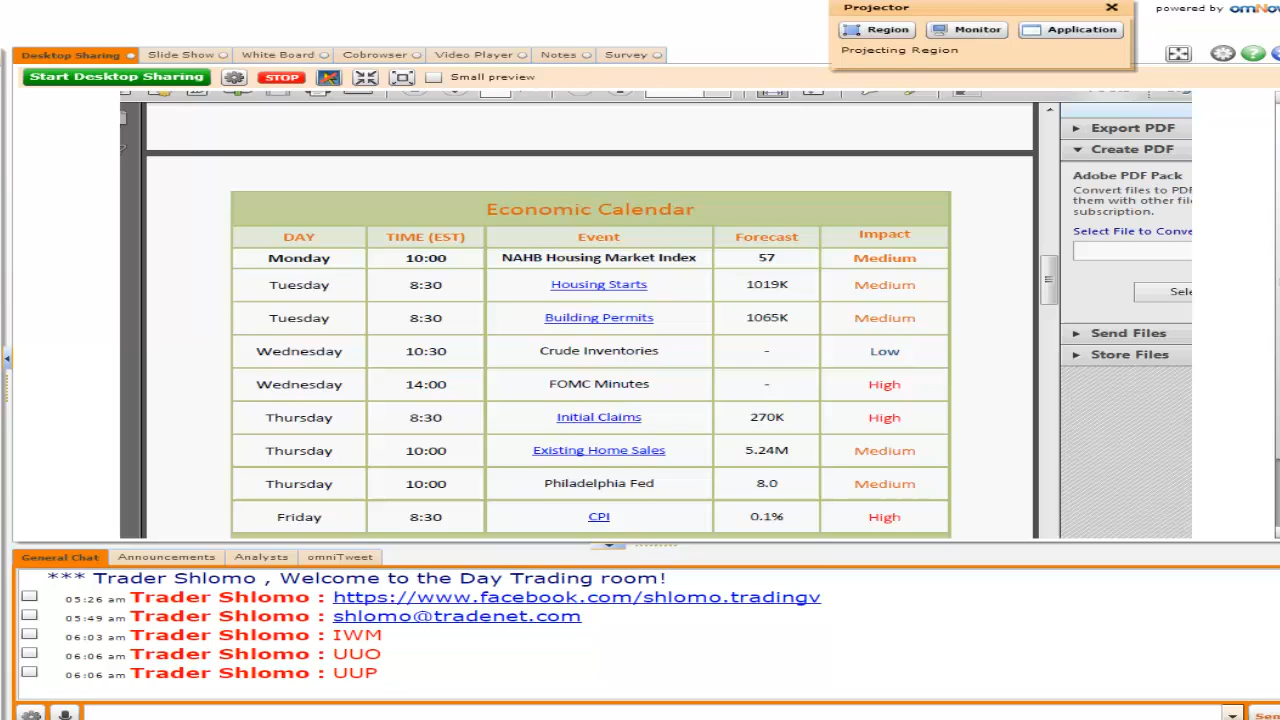 Projector
powered by
Region Monitor Application
Projecting Region
Desktop Sharing Slide Show White Board Cobrowser Video Player Notes Survey
Start Desktop Sharing STOP Small preview
Export PDF
Create PDF
Adobe PDF Pack
Convert files to PDF
them with other file
subscription.
Select File to Conve
Sele
Send Files
Store Files
Economic Calendar
DAY TIME (EST) Event Forecast Impact
Monday 10:00 NAHB Housing Market Index 57 Medium
Tuesday 8:30 Housing Starts 1019K Medium
Tuesday 8:30 Building Permits 1065K Medium
Wednesday 10:30 Crude Inventories - Low
Wednesday 14:00 FOMC Minutes - High
Thursday 8:30 Initial Claims 270K High
Thursday 10:00 Existing Home Sales 5.24M Medium
Thursday 10:00 Philadelphia Fed 8.0 Medium
Friday 8:30 CPI 0.1% High
General Chat Announcements Analysts omniTweet
*** Trader Shlomo , Welcome to the Day Trading room!
05:26 am Trader Shlomo : https://www.facebook.com/shlomo.tradingv
05:49 am Trader Shlomo : shlomo@tradenet.com
06:03 am Trader Shlomo : IWM
06:06 am Trader Shlomo : UUO
06:06 am Trader Shlomo : UUP